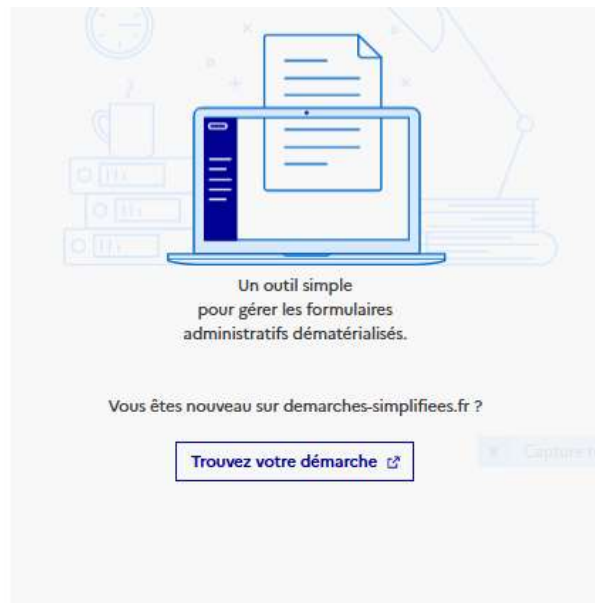 Un outil simple
pour gérer les formulaires
administratifs dématérialisés.
Vous êtes nouveau sur demarches-simplifiees.fr ?
Trouvez votre démarche
Capture